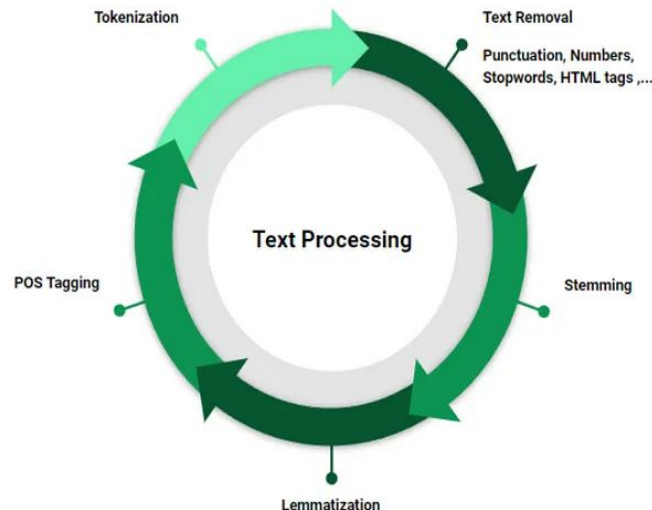 Tokenization
Text Removal
Punctuation, Numbers,
Stopwords, HTML tags ,...
Text Processing
POS Tagging
Stemming
Lemmatization